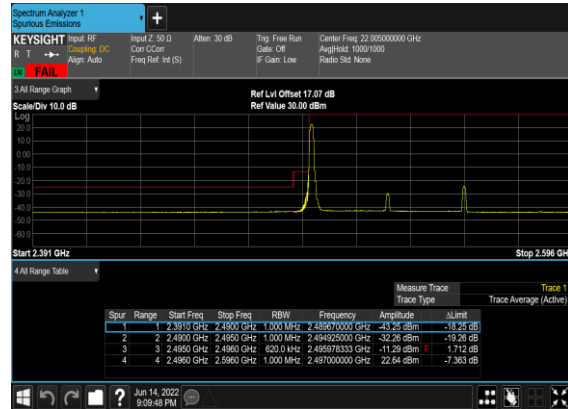 Spectrum Analyzer 1
Spurious Emissions
KEYSIGHT Input: RF Input Z: 50 Ω Atten: 30 dB Trig: Free Run Center Freq: 22.005000000 GHz
R T Coupling: DC Corr CCorr Gate: Off Avg|Hold: 1000/1000
Align: Auto Freq Ref: Int (S) IF Gain: Low Radio Std: None
FAIL
3 All Range Graph
Ref Lvl Offset 17.07 dB
Scale/Div 10.0 dB Ref Value 30.00 dBm
Log
20.0
10.0
0.00
-10.0
-20.0
-30.0
-40.0
-50.0
-60.0
Start 2.391 GHz Stop 2.596 GH
4 All Range Table
Measure Trace Trace 1
Trace Type Trace Average (Active)
Spur Range Start Freq Stop Freq RBW Frequency Amplitude ΔLimit
1 1 2.3910 GHz 2.4900 GHz 1.000 MHz 2.489670000 GHz -43.25 dBm -18.25 dB
2 2 2.4900 GHz 2.4950 GHz 1.000 MHz 2.494925000 GHz -32.26 dBm -19.26 dB
3 3 2.4950 GHz 2.4960 GHz 620.0 kHz 2.495978333 GHz -11.29 dBm F 1.712 dB
4 4 2.4960 GHz 2.5960 GHz 1.000 MHz 2.497000000 GHz 22.64 dBm -7.363 dB
Jun 14, 2022
9:09:48 PM